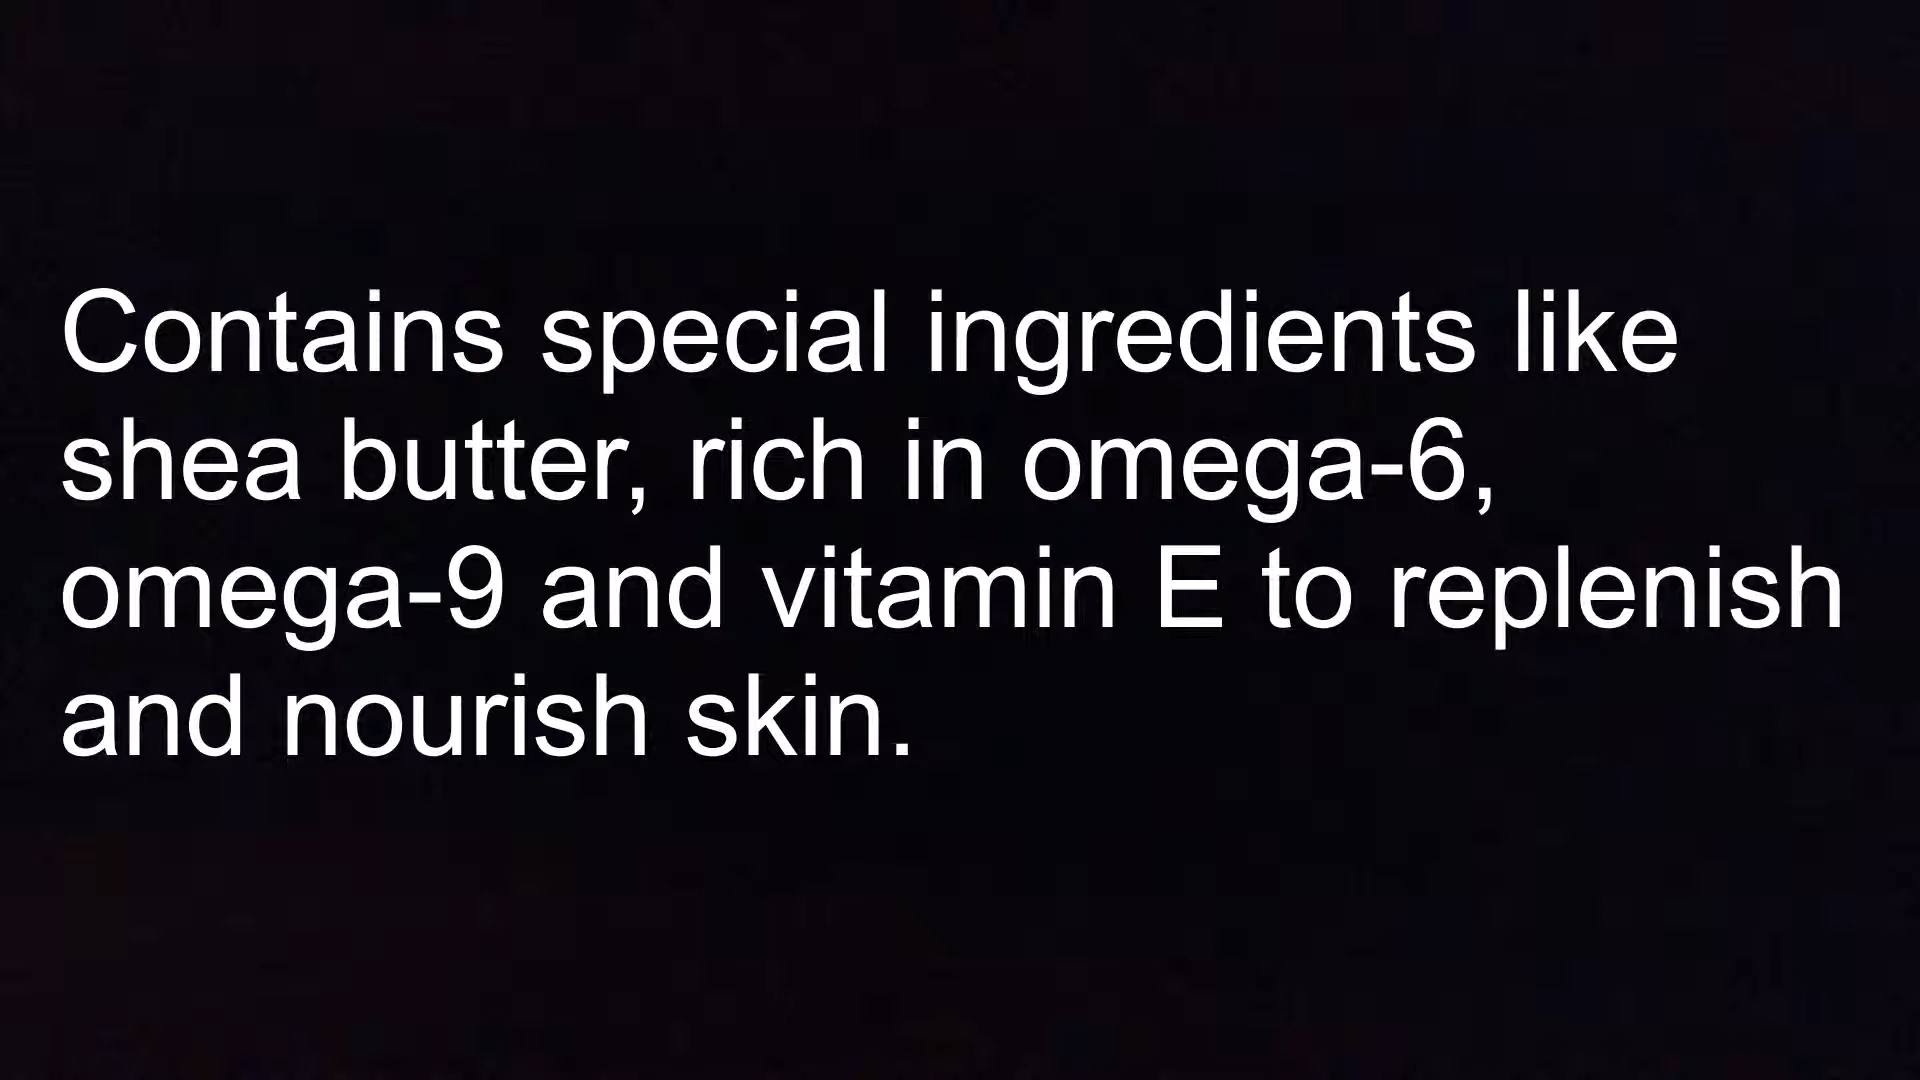 Contains special ingredients like
shea butter, rich in omega-6,
omega-9 and vitamin E to replenish
and nourish skin.